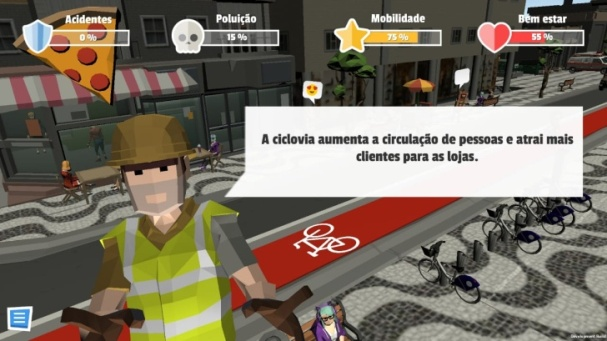 Acidentes
0 %
Poluição
15 %
Mobilidade
75 %
Bem estar
55 %
A ciclovia aumenta a circulação de pessoas e atrai mais
clientes para as lojas.